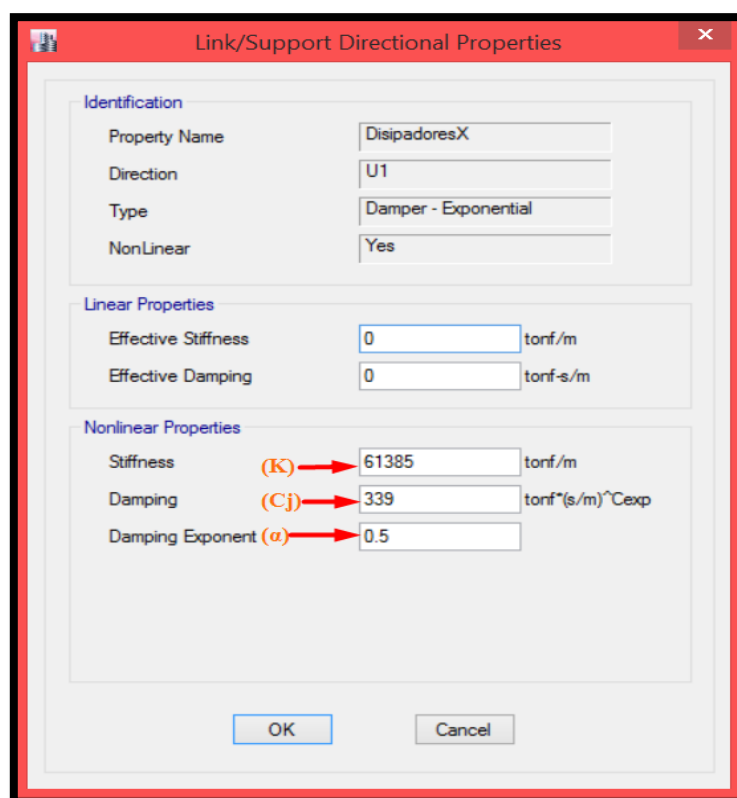 Link/Support Directional Properties
Identification
Property Name DisipadoresX
Direction U1
Type Damper - Exponential
NonLinear Yes
Linear Properties
Effective Stiffness 0 tonf/m
Effective Damping 0 tonf-s/m
Nonlinear Properties
Stiffness (K) 61385 tonf/m
Damping (Cj) 339 tonf*(s/m)^Cexp
Damping Exponent (α) 0.5
OK Cancel